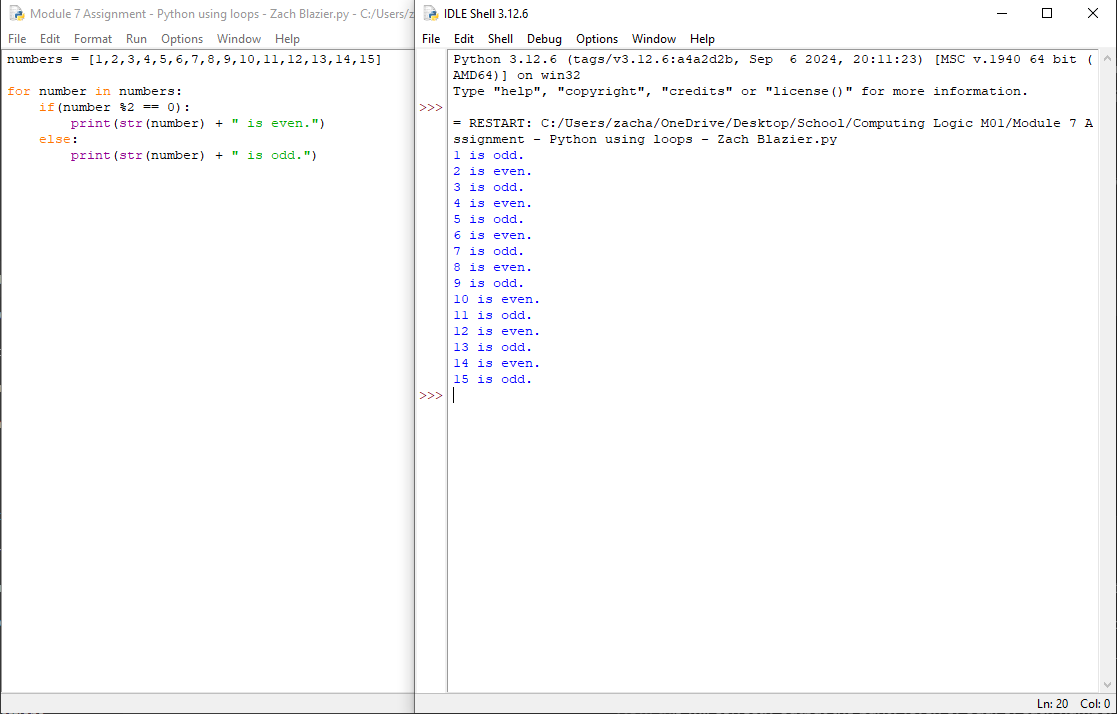 Module 7 Assignment - Python using loops - Zach Blazier.py - C:/Users/z
File Edit Format Run Options Window Help
numbers = [1,2,3,4,5,6,7,8,9,10,11,12,13,14,15]
for number in numbers:
    if(number %2 == 0):
        print(str(number) + " is even.")
    else:
        print(str(number) + " is odd.")
IDLE Shell 3.12.6
File Edit Shell Debug Options Window Help
Python 3.12.6 (tags/v3.12.6:a4a2d2b, Sep  6 2024, 20:11:23) [MSC v.1940 64 bit (
AMD64)] on win32
Type "help", "copyright", "credits" or "license()" for more information.
>>>
= RESTART: C:/Users/zacha/OneDrive/Desktop/School/Computing Logic M01/Module 7 A
ssignment - Python using loops - Zach Blazier.py
1 is odd.
2 is even.
3 is odd.
4 is even.
5 is odd.
6 is even.
7 is odd.
8 is even.
9 is odd.
10 is even.
11 is odd.
12 is even.
13 is odd.
14 is even.
15 is odd.
>>>
Ln: 20 Col: 0